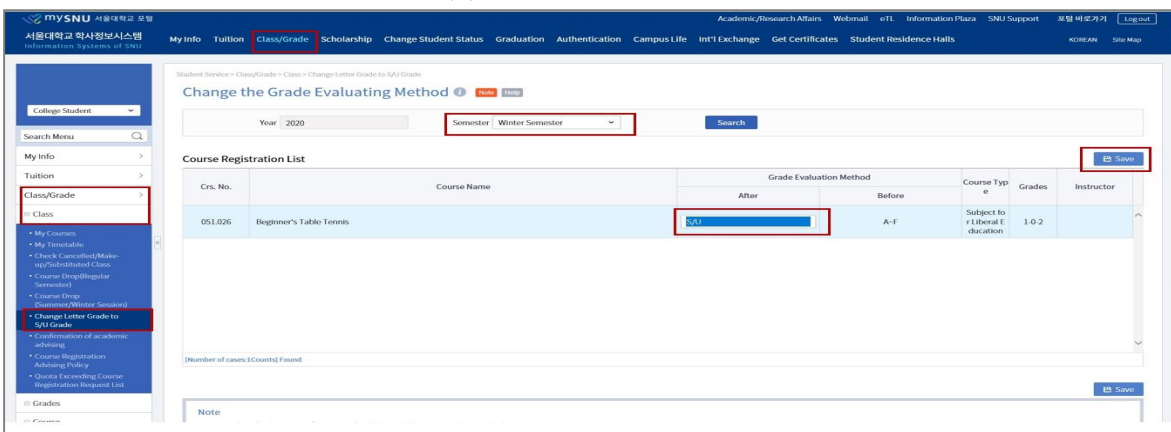 mySNU 서울대학교 포털
Academic/Research Affairs Webmail eTL Information Plaza SNU Support 포털 바로가기 Logout
서울대학교 학사정보시스템
Information Systems of SNU
My Info Tuition Class/Grade Scholarship Change Student Status Graduation Authentication Campus Life Int'l Exchange Get Certificates Student Residence Halls KOREAN Site Map
Student Service > Class/Grade > Class > Change Letter Grade to S/U Grade
Change the Grade Evaluating Method Note Help
College Student
Year 2020 Semester Winter Semester Search
Search Menu
My Info
Tuition
Class/Grade
Class
• My Courses
• My Timetable
• Check Cancelled/Make-
up/Substituted Class
• Course Drop(Regular
Semester)
• Course Drop
(Summer/Winter Session)
• Change Letter Grade to
S/U Grade
• Confirmation of academic
advising
• Course Registration
Advising Policy
• Quota Exceeding Course
Registration Request List
Grades
Course Registration List Save
Crs. No. Course Name Grade Evaluation Method Course Typ
e Grades Instructor
After Before
051.026 Beginner's Table Tennis S/U A~F Subject fo
r Liberal E
ducation 1-0-2
[Number of cases:1Counts] Found
Save
Note